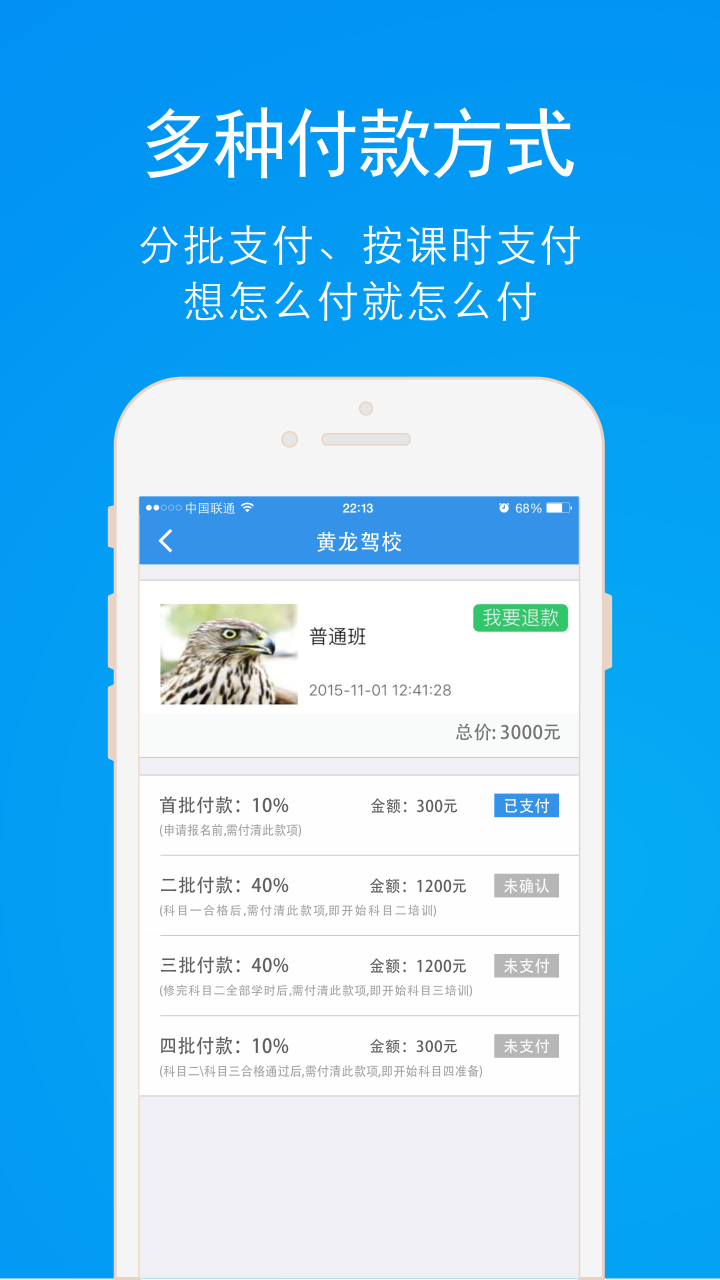 多种付款方式
分批支付、按课时支付
想怎么付就怎么付
中国联通 22:13 68%
黄龙驾校
我要退款
普通班
2015-11-01 12:41:28
总价: 3000元
首批付款：10% 金额：300元 已支付
(申请报名前,需付清此款项)
二批付款：40% 金额：1200元 未确认
(科目一合格后,需付清此款项,即开始科目二培训)
三批付款：40% 金额：1200元 未支付
(修完科目二全部学时后,需付清此款项,即开始科目三培训)
四批付款：10% 金额：300元 未支付
(科目二\科目三合格通过后,需付清此款项,即开始科目四准备)